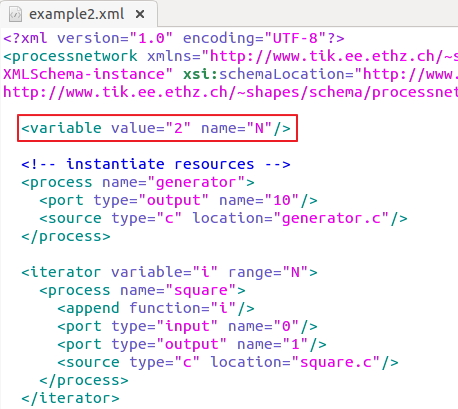 example2.xml
<?xml version="1.0" encoding="UTF-8"?>
<processnetwork xmlns="http://www.tik.ee.ethz.ch/~s
XMLSchema-instance" xsi:schemaLocation="http://www.
http://www.tik.ee.ethz.ch/~shapes/schema/processnet
<variable value="2" name="N"/>
<!-- instantiate resources -->
<process name="generator">
<port type="output" name="10"/>
<source type="c" location="generator.c"/>
</process>
<iterator variable="i" range="N">
<process name="square">
<append function="i"/>
<port type="input" name="0"/>
<port type="output" name="1"/>
<source type="c" location="square.c"/>
</process>
</iterator>